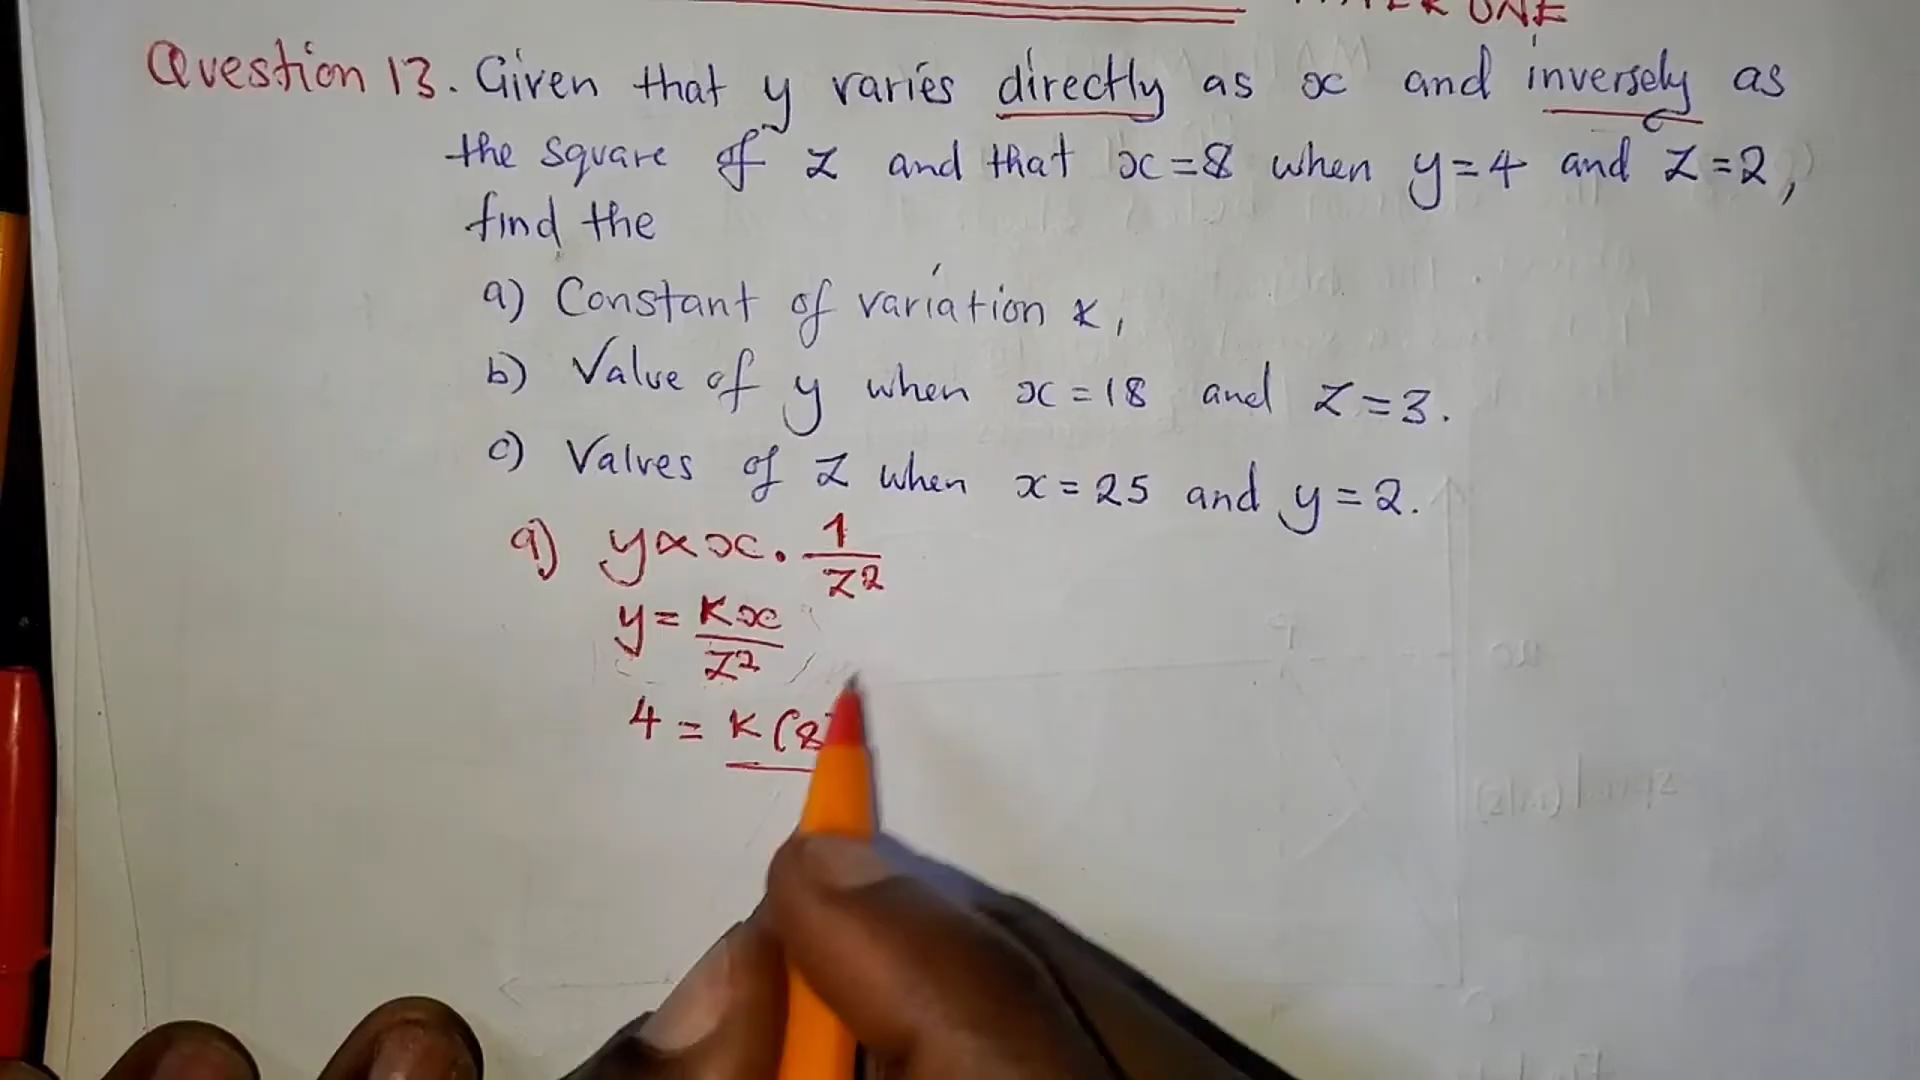 ONE
Question 13. Given that y varies directly as x and inversely as
the square of z and that x=8 when y=4 and z=2,
find the
a) Constant of variation k,
b) Value of y when x=18 and z=3.
c) Values of z when x=25 and y=2.
a) y∝x.1/z²
y=kx/z²
4=k(8